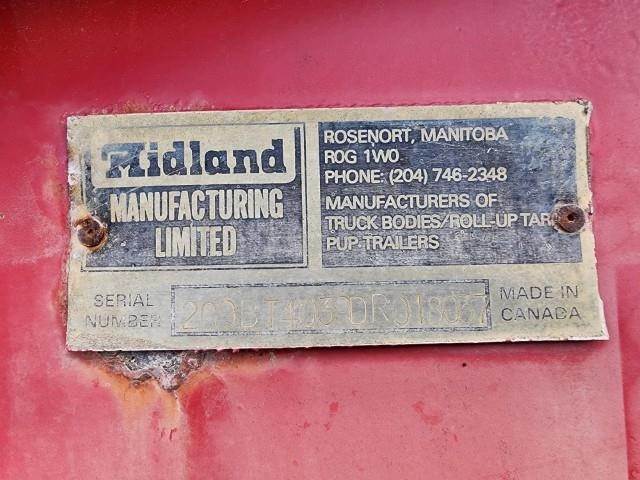 Midland
MANUFACTURING
LIMITED
ROSENORT, MANITOBA
R0G 1W0
PHONE: (204) 746-2348
MANUFACTURERS OF
TRUCK BODIES/ROLL-UP TAR
PUP-TRAILERS
SERIAL
NUMBER
MADE IN
CANADA